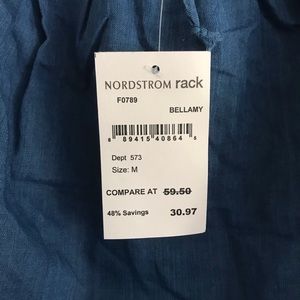 NORDSTROM rack
F0789
BELLAMY
8 89415 40864 5
Dept 573
Size: M
COMPARE AT 59.50
48% Savings 30.97